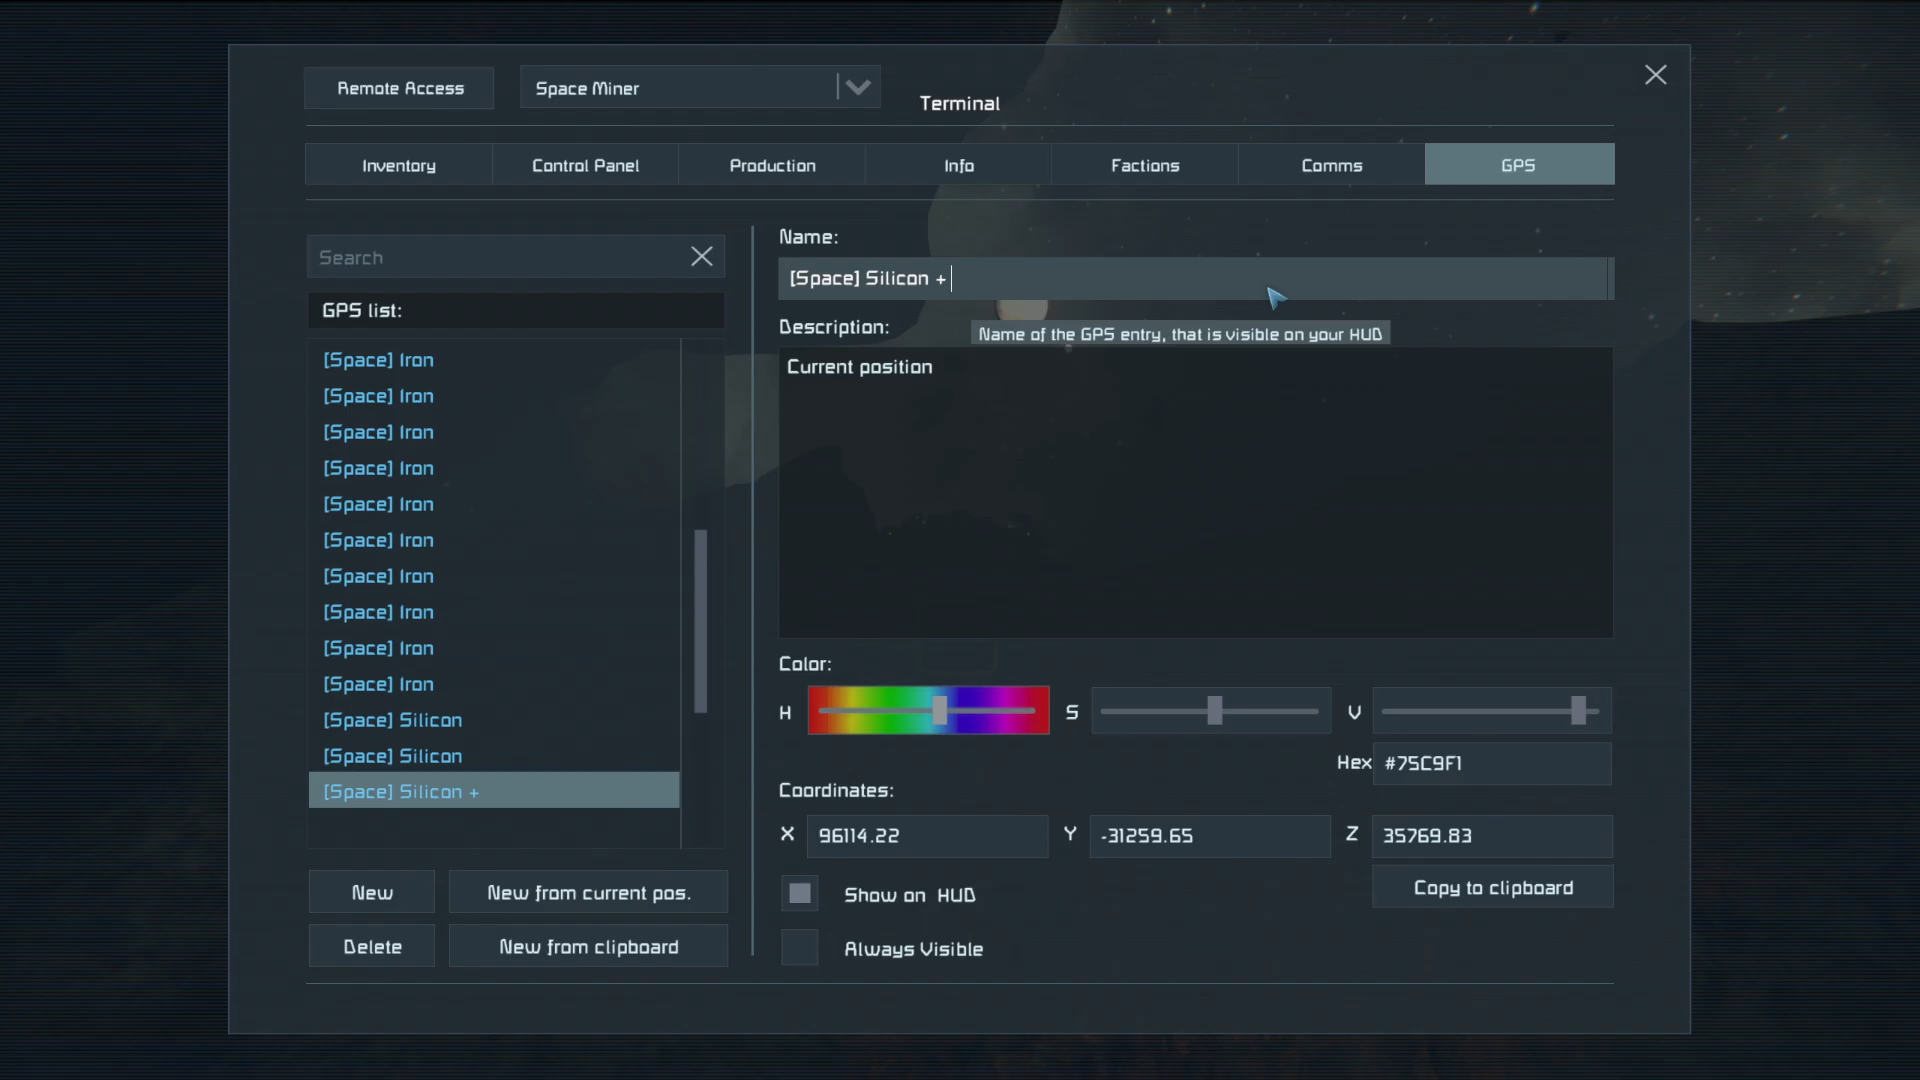 Remote Access
Space Miner
Terminal
Inventory
Control Panel
Production
Info
Factions
Comms
GPS
Search
GPS list:
[Space] Iron
[Space] Iron
[Space] Iron
[Space] Iron
[Space] Iron
[Space] Iron
[Space] Iron
[Space] Iron
[Space] Iron
[Space] Iron
[Space] Silicon
[Space] Silicon
[Space] Silicon +
New
New from current pos.
Delete
New from clipboard
Name:
[Space] Silicon +
Description:
Name of the GPS entry, that is visible on your HUD
Current position
Color:
H
S
V
Hex #75C9F1
Coordinates:
X 96114.22
Y -31259.65
Z 35769.83
Show on HUD
Copy to clipboard
Always Visible